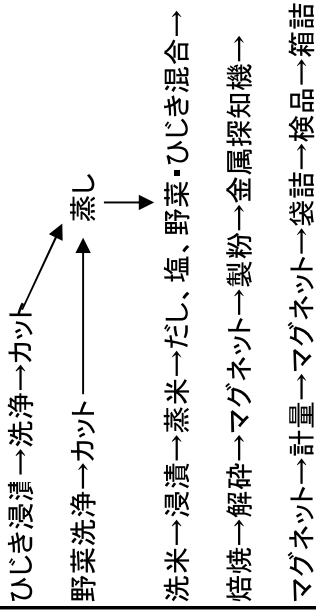 ひじき浸漬→洗浄→カット
野菜洗浄→カット
蒸し
洗米→浸漬→蒸米→だし、塩、野菜・ひじき混合→
焙焼→解砕→マグネット→製粉→金属探知機→
マグネット→計量→マグネット→袋詰→検品→箱詰